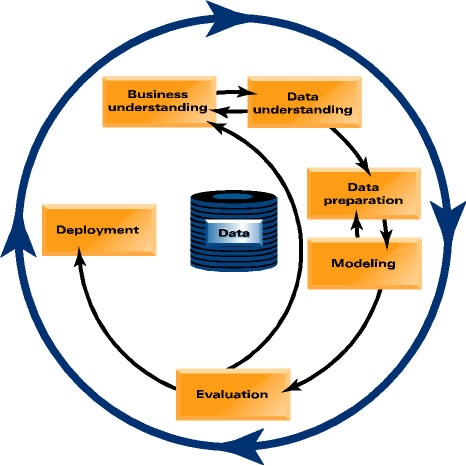 Business
understanding
Data
understanding
Data
preparation
Deployment
Data
Modeling
Evaluation